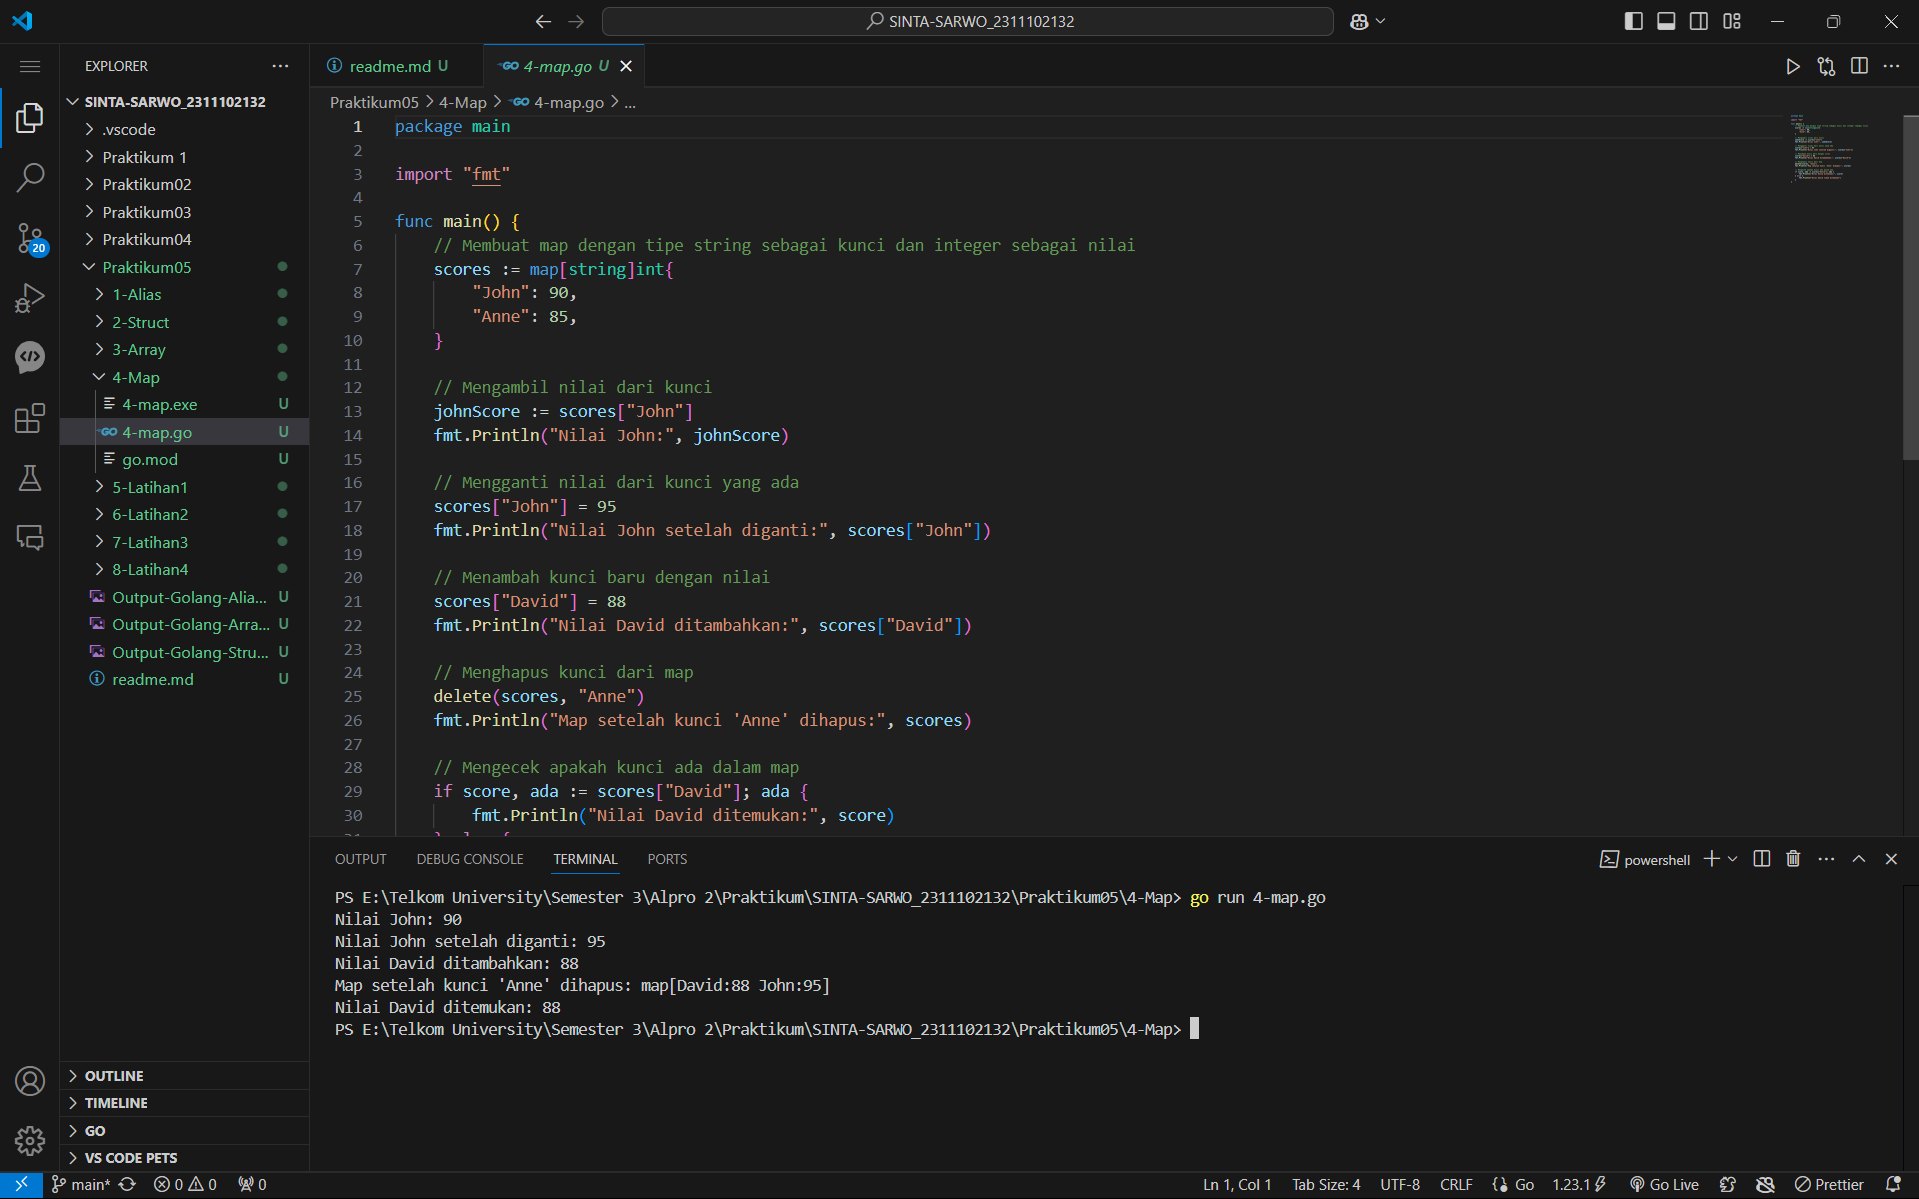 SINTA-SARWO_2311102132
EXPLORER
SINTA-SARWO_2311102132
.vscode
Praktikum 1
Praktikum02
Praktikum03
Praktikum04
Praktikum05
1-Alias
2-Struct
3-Array
4-Map
4-map.exe U
GO 4-map.go U
go.mod U
5-Latihan1
6-Latihan2
7-Latihan3
8-Latihan4
Output-Golang-Alia... U
Output-Golang-Arra... U
Output-Golang-Stru... U
readme.md U
20
OUTLINE
TIMELINE
GO
VS CODE PETS
readme.md U
GO 4-map.go U
Praktikum05 > 4-Map > GO 4-map.go > ...
1 package main
2
3 import "fmt"
4
5 func main() {
6 // Membuat map dengan tipe string sebagai kunci dan integer sebagai nilai
7 scores := map[string]int{
8 "John": 90,
9 "Anne": 85,
10 }
11
12 // Mengambil nilai dari kunci
13 johnScore := scores["John"]
14 fmt.Println("Nilai John:", johnScore)
15
16 // Mengganti nilai dari kunci yang ada
17 scores["John"] = 95
18 fmt.Println("Nilai John setelah diganti:", scores["John"])
19
20 // Menambah kunci baru dengan nilai
21 scores["David"] = 88
22 fmt.Println("Nilai David ditambahkan:", scores["David"])
23
24 // Menghapus kunci dari map
25 delete(scores, "Anne")
26 fmt.Println("Map setelah kunci 'Anne' dihapus:", scores)
27
28 // Mengecek apakah kunci ada dalam map
29 if score, ada := scores["David"]; ada {
30 fmt.Println("Nilai David ditemukan:", score)
OUTPUT DEBUG CONSOLE TERMINAL PORTS
powershell
PS E:\Telkom University\Semester 3\Alpro 2\Praktikum\SINTA-SARWO_2311102132\Praktikum05\4-Map> go run 4-map.go
Nilai John: 90
Nilai John setelah diganti: 95
Nilai David ditambahkan: 88
Map setelah kunci 'Anne' dihapus: map[David:88 John:95]
Nilai David ditemukan: 88
PS E:\Telkom University\Semester 3\Alpro 2\Praktikum\SINTA-SARWO_2311102132\Praktikum05\4-Map>
main* 0 0 0 Ln 1, Col 1 Tab Size: 4 UTF-8 CRLF Go 1.23.1 Go Live Prettier